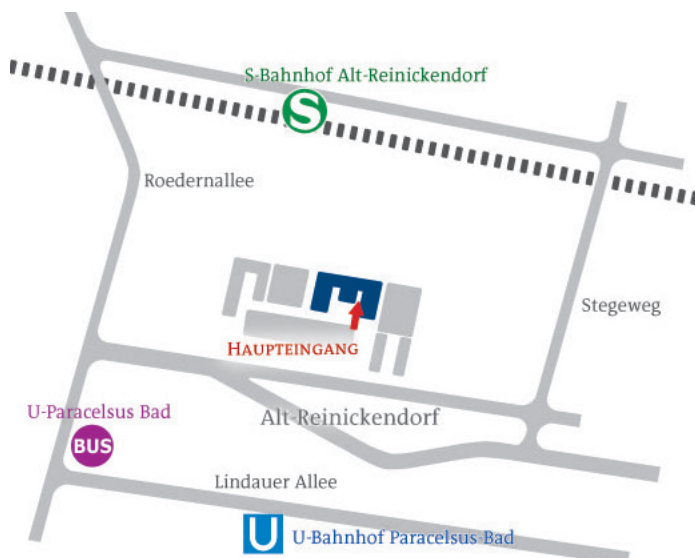 S-Bahnhof Alt-Reinickendorf
S
Roedernallee
Stegeweg
HAUPTEINGANG
U-Paracelsus Bad
Alt-Reinickendorf
BUS
Lindauer Allee
U
U-Bahnhof Paracelsus-Bad